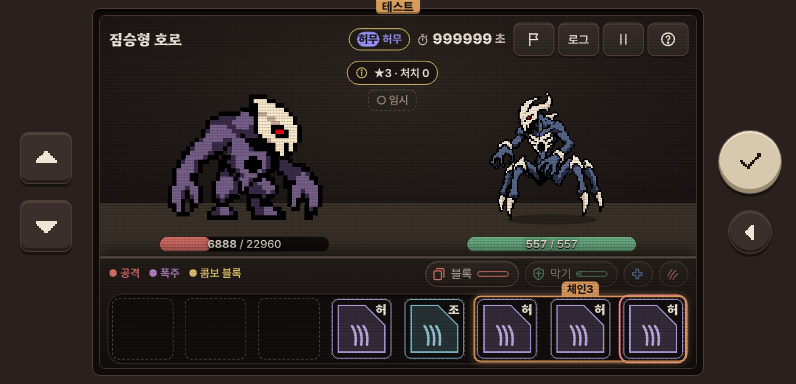 테스트
짐승형 호로
허무 허무
999999 초
로그
★3 · 처치 0
임시
6888 / 22960
557 / 557
공격
폭주
콤보 블록
블록
막기
체인3
허
조
허
허
허